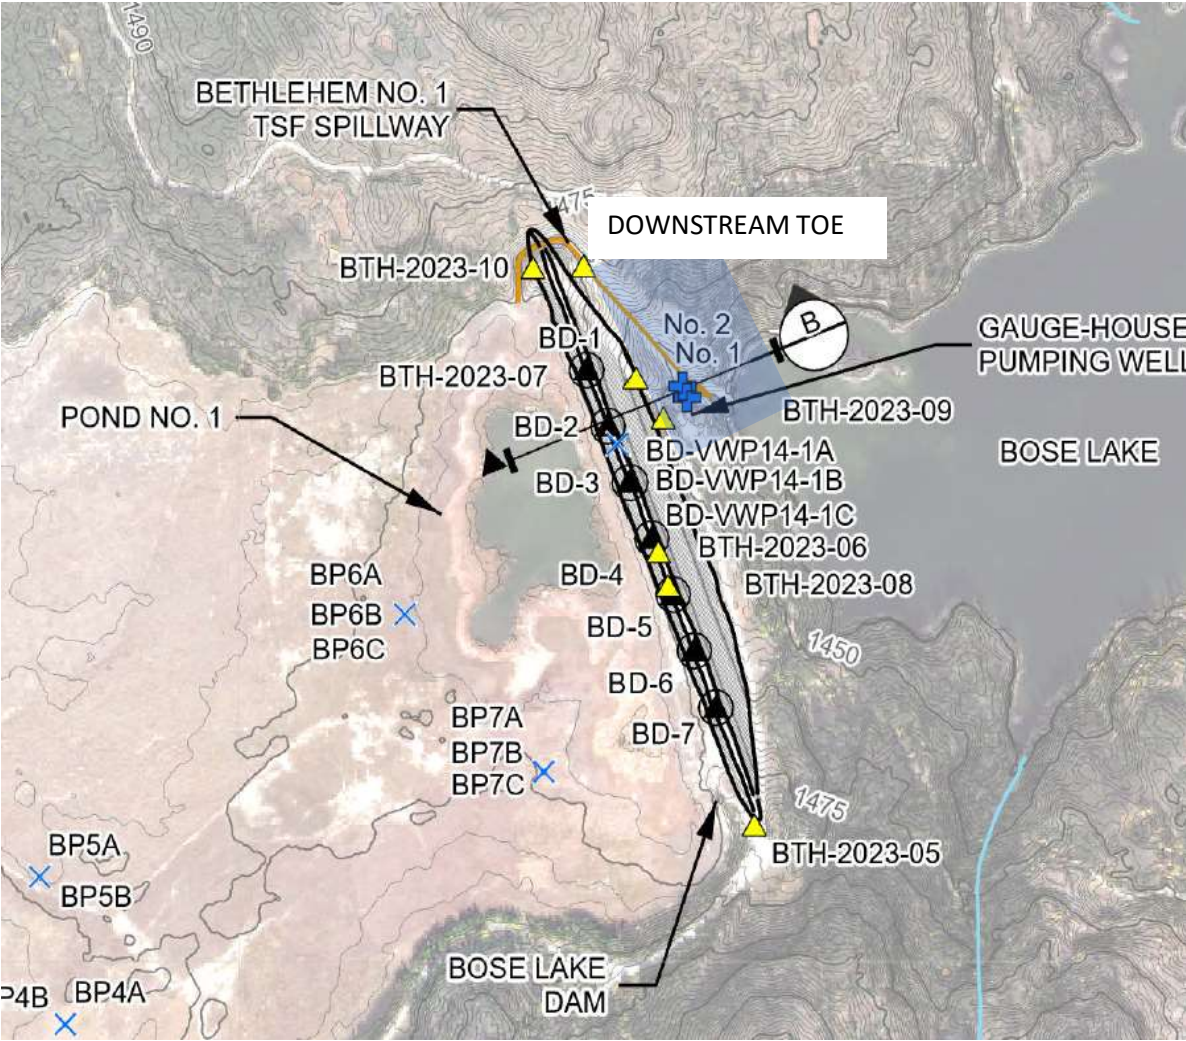 1490
BETHLEHEM NO. 1
TSF SPILLWAY
1475
DOWNSTREAM TOE
BTH-2023-10
B
No. 2
No. 1
BD-1
GAUGE-HOUSE
PUMPING WELL
BTH-2023-07
BTH-2023-09
POND NO. 1
BD-2
BD-VWP14-1A
BOSE LAKE
BD-3
BD-VWP14-1B
BD-VWP14-1C
BTH-2023-06
BD-4
BTH-2023-08
BP6A
BP6B
BP6C
BD-5
1450
BD-6
BP7A
BP7B
BP7C
BD-7
1475
BTH-2023-05
BP5A
BP5B
BOSE LAKE
DAM
P4B
BP4A